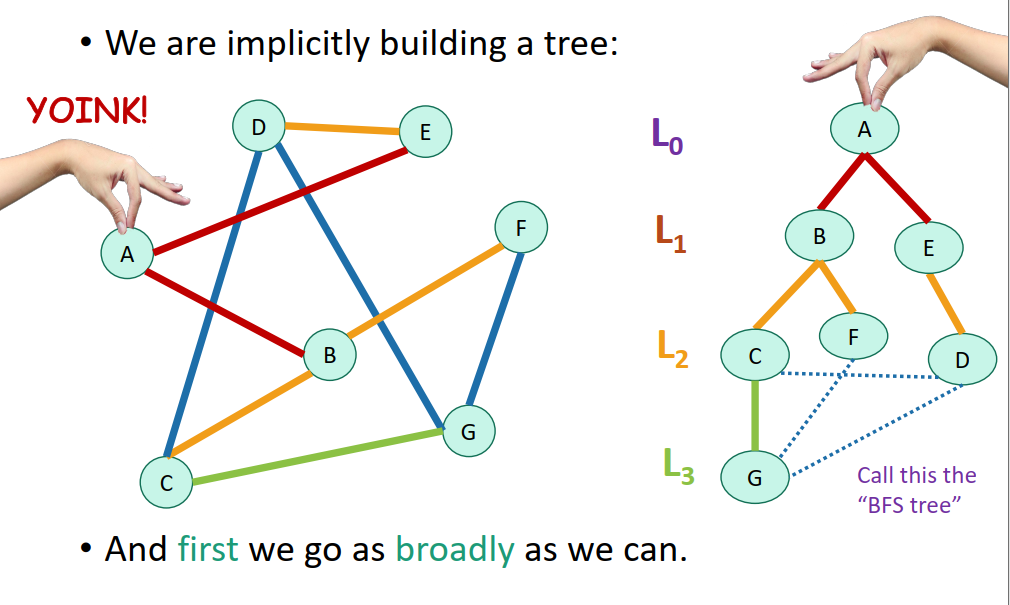 • We are implicitly building a tree:
YOINK!
D
E
A
F
B
G
C
L0
A
L1
B
E
L2
C
F
D
L3
G
Call this the
“BFS tree”
• And first we go as broadly as we can.